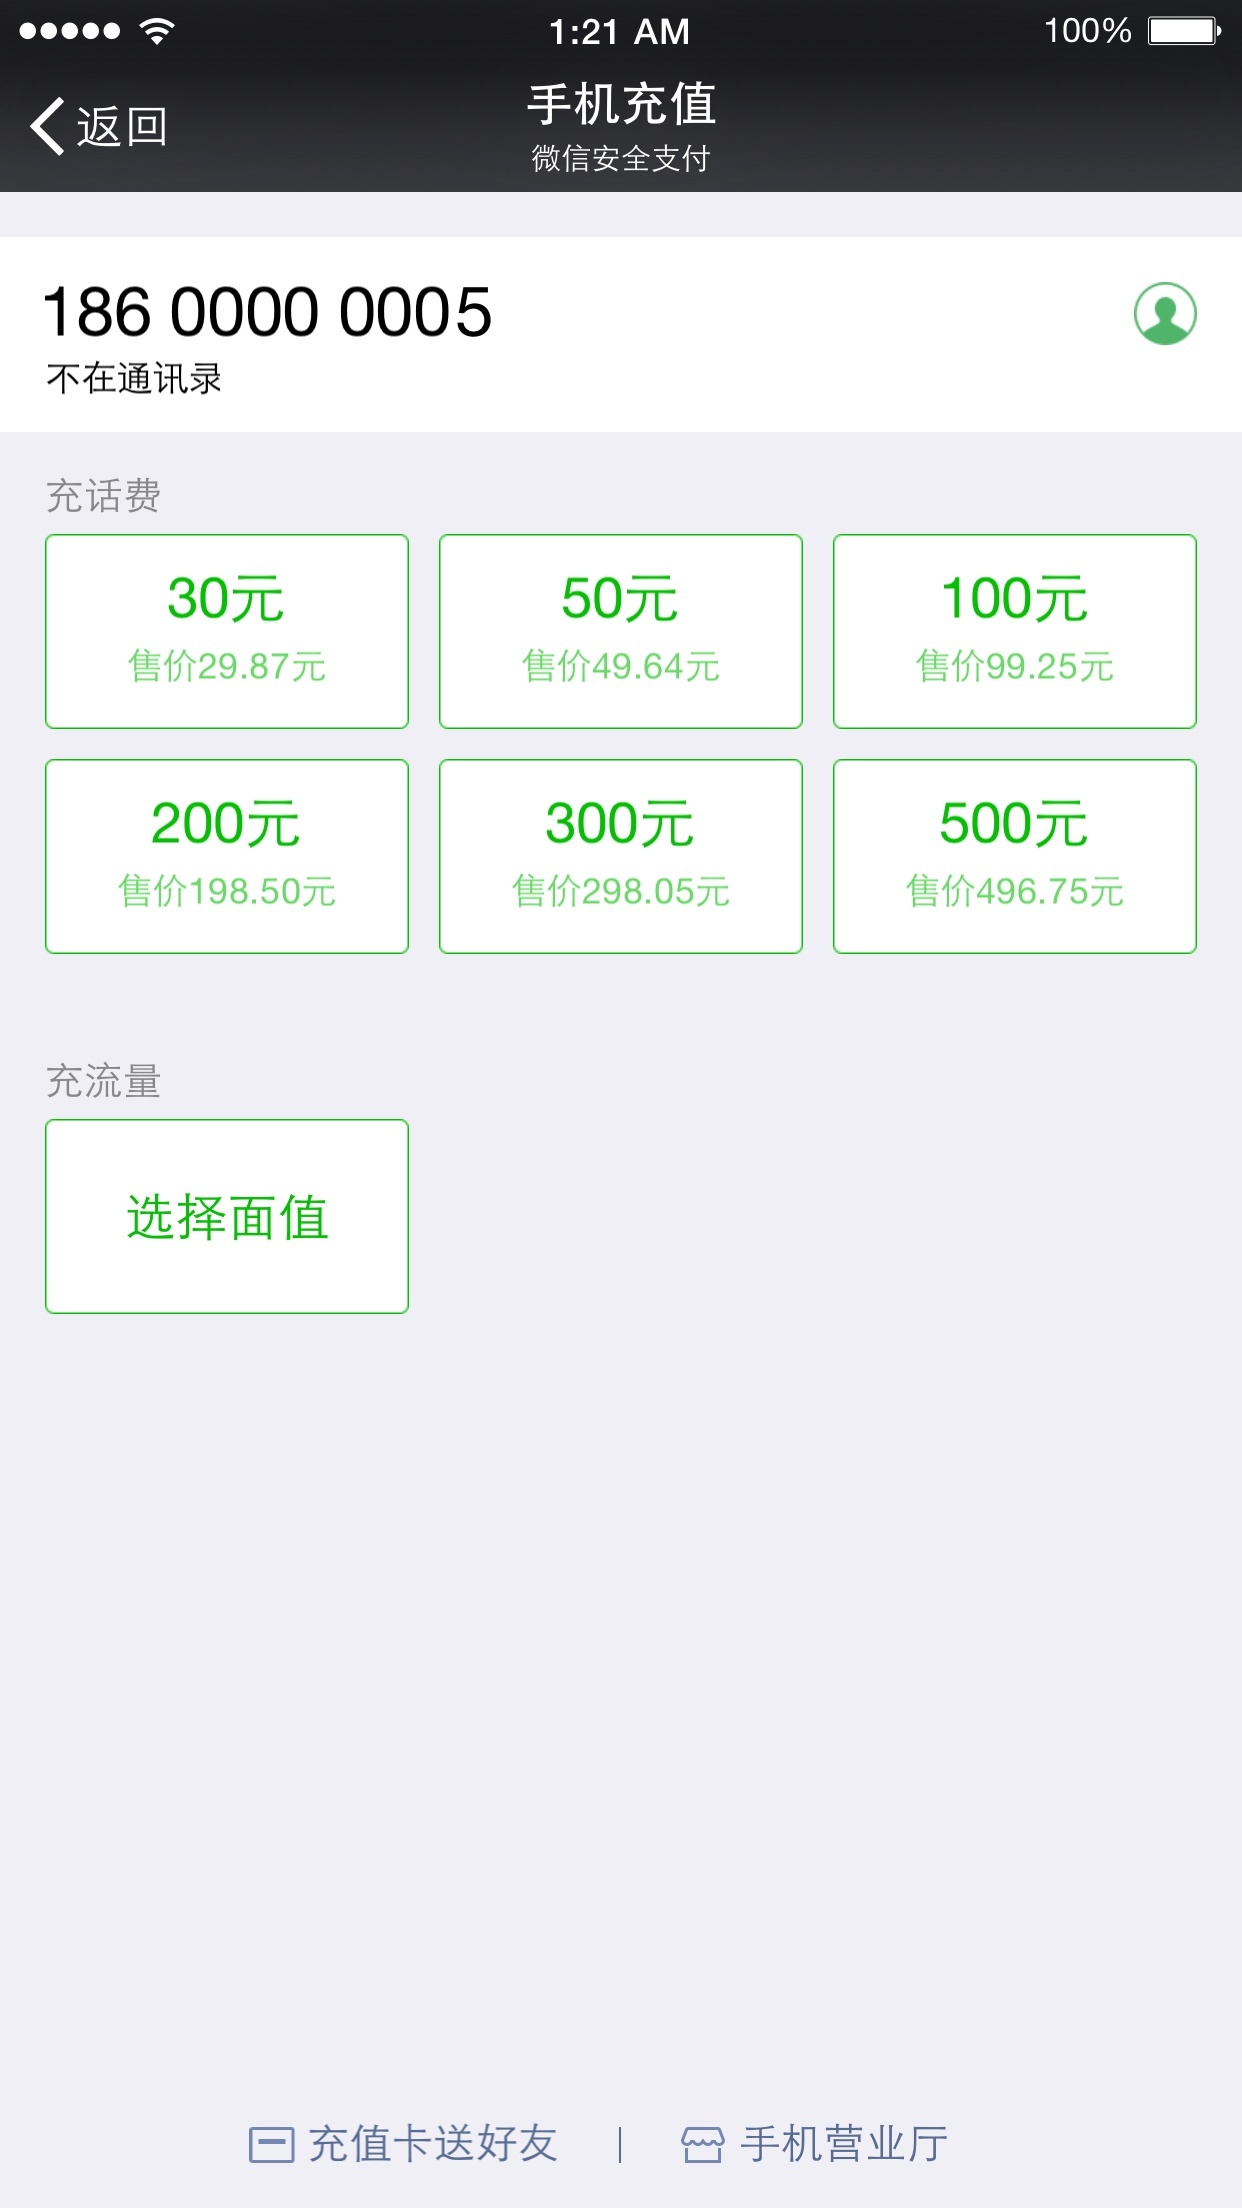 1:21 AM
100%
返回
手机充值
微信安全支付
186 0000 0005
不在通讯录
充话费
30元
售价29.87元
50元
售价49.64元
100元
售价99.25元
200元
售价198.50元
300元
售价298.05元
500元
售价496.75元
充流量
选择面值
充值卡送好友 | 手机营业厅